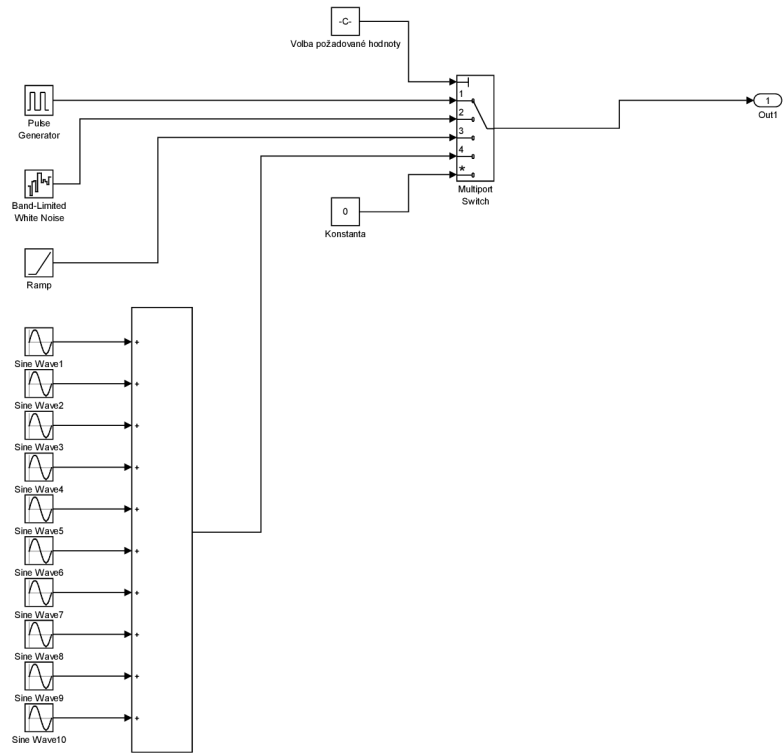 -C-
Volba požadované hodnoty
Pulse
Generator
1
2
3
4
*
Multiport
Switch
1
Out1
Band-Limited
White Noise
0
Konstanta
Ramp
+
Sine Wave1
+
Sine Wave2
+
Sine Wave3
+
Sine Wave4
+
Sine Wave5
+
Sine Wave6
+
Sine Wave7
+
Sine Wave8
+
Sine Wave9
+
Sine Wave10